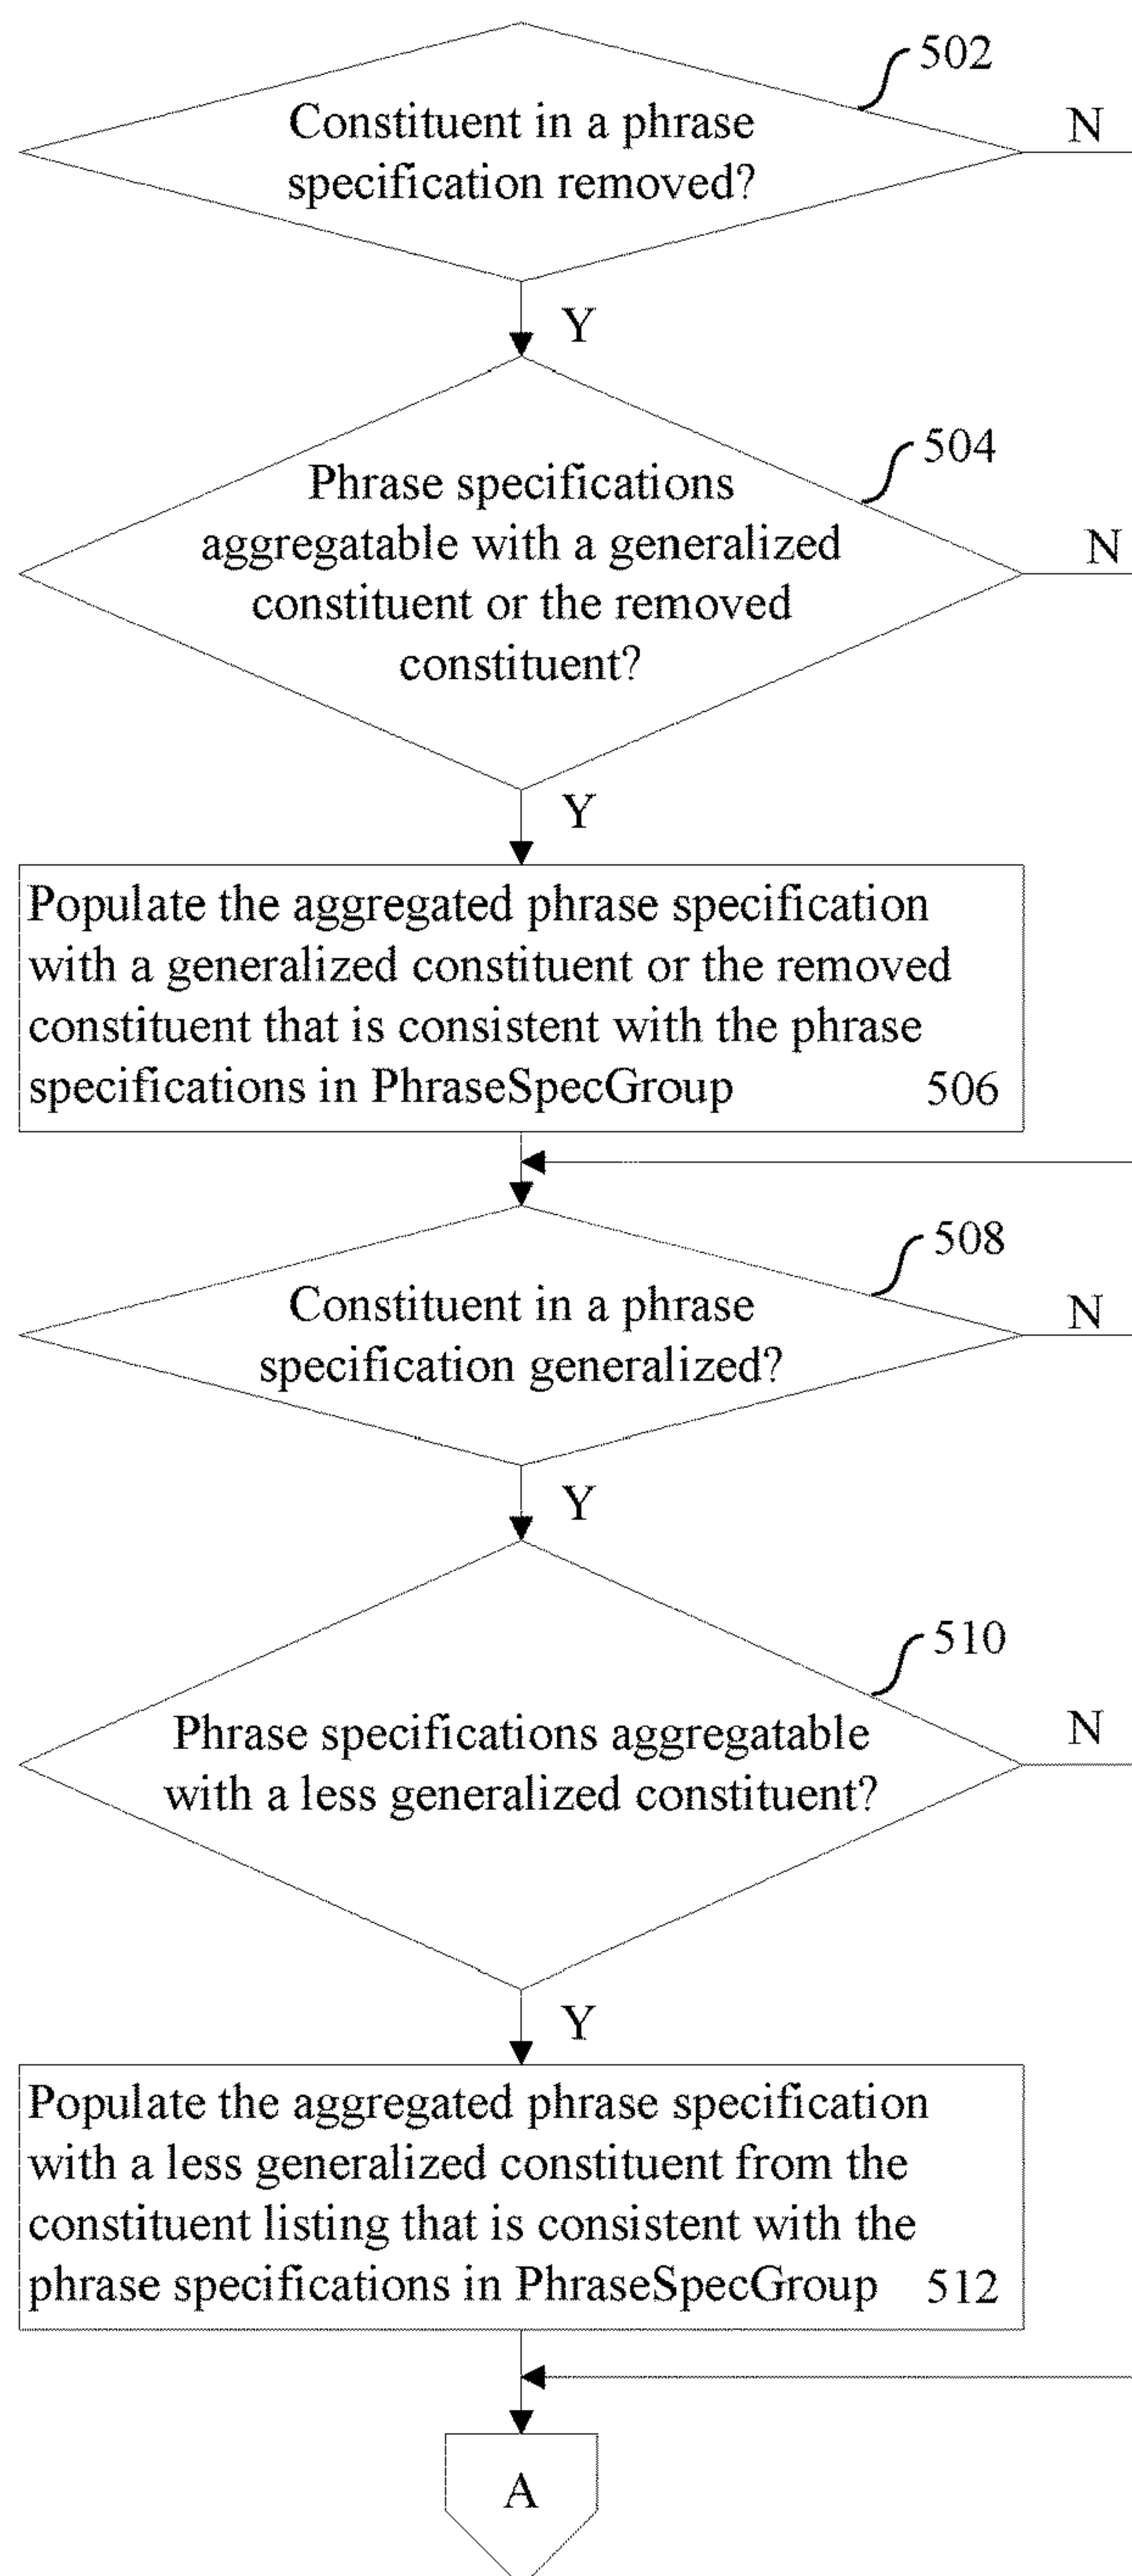 502
Constituent in a phrase
specification removed?
N
Y
504
Phrase specifications
aggregatable with a generalized
constituent or the removed
constituent?
N
Y
Populate the aggregated phrase specification
with a generalized constituent or the removed
constituent that is consistent with the phrase
specifications in PhraseSpecGroup 506
508
Constituent in a phrase
specification generalized?
N
Y
510
Phrase specifications aggregatable
with a less generalized constituent?
N
Y
Populate the aggregated phrase specification
with a less generalized constituent from the
constituent listing that is consistent with the
phrase specifications in PhraseSpecGroup 512
A